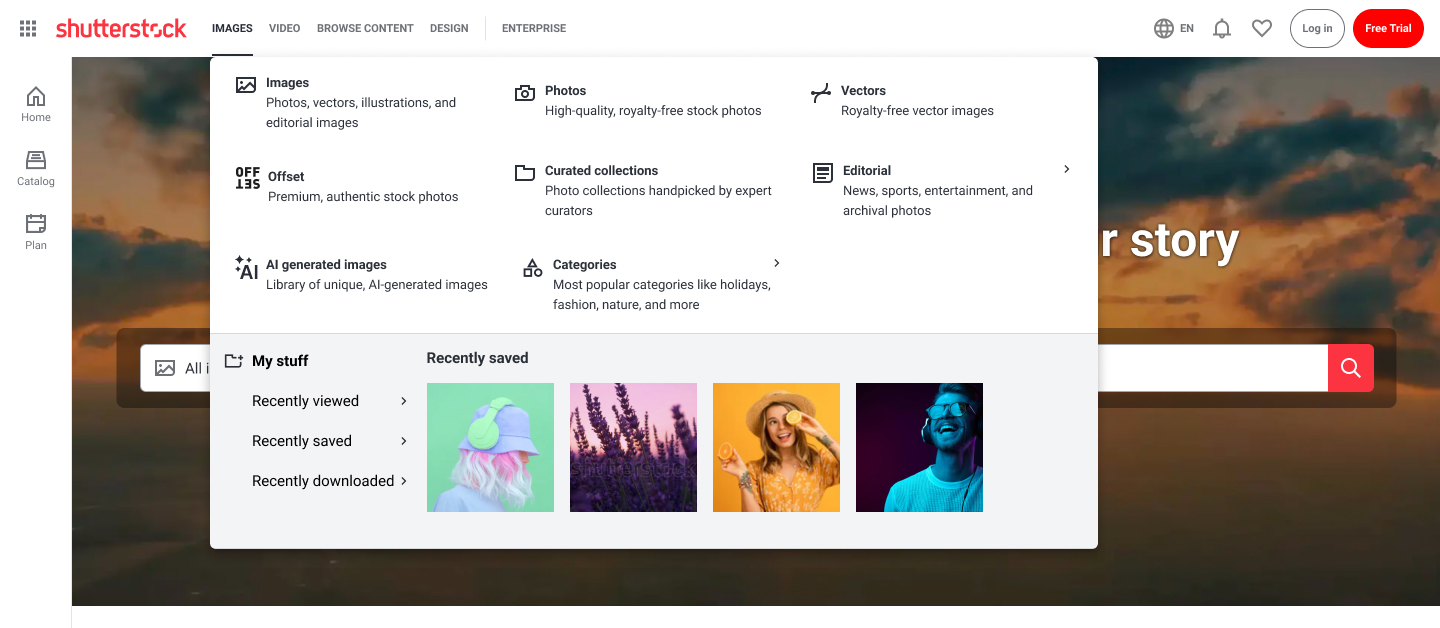 shutterstock
IMAGES
VIDEO
BROWSE CONTENT
DESIGN
ENTERPRISE
EN
Log in
Free Trial
Home
Catalog
Plan
Images
Photos, vectors, illustrations, and
editorial images
Photos
High-quality, royalty-free stock photos
Vectors
Royalty-free vector images
OFFSET
Offset
Premium, authentic stock photos
Curated collections
Photo collections handpicked by expert
curators
Editorial
News, sports, entertainment, and
archival photos
AI
AI generated images
Library of unique, AI-generated images
Categories
Most popular categories like holidays,
fashion, nature, and more
r story
All i
My stuff
Recently viewed
Recently saved
Recently downloaded
Recently saved
shutterstock